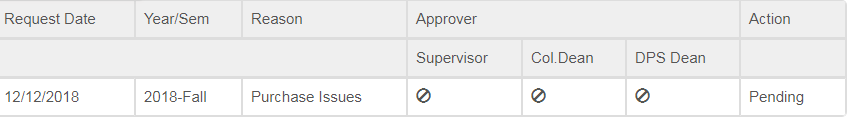 Request Date Year/Sem Reason Approver Action
Supervisor Col.Dean DPS Dean
12/12/2018 2018-Fall Purchase Issues Pending